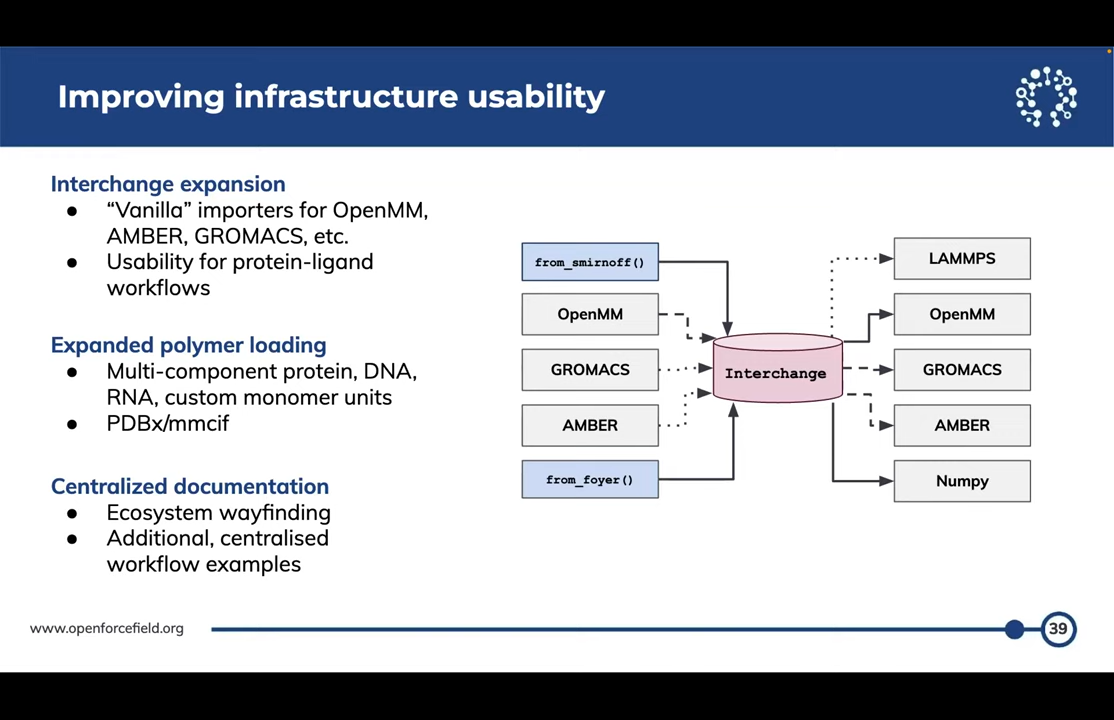 Improving infrastructure usability
Interchange expansion
● “Vanilla” importers for OpenMM,
AMBER, GROMACS, etc.
● Usability for protein-ligand
workflows
Expanded polymer loading
● Multi-component protein, DNA,
RNA, custom monomer units
● PDBx/mmcif
Centralized documentation
● Ecosystem wayfinding
● Additional, centralised
workflow examples
from_smirnoff()
OpenMM
GROMACS
AMBER
from_foyer()
Interchange
LAMMPS
OpenMM
GROMACS
AMBER
Numpy
www.openforcefield.org
39